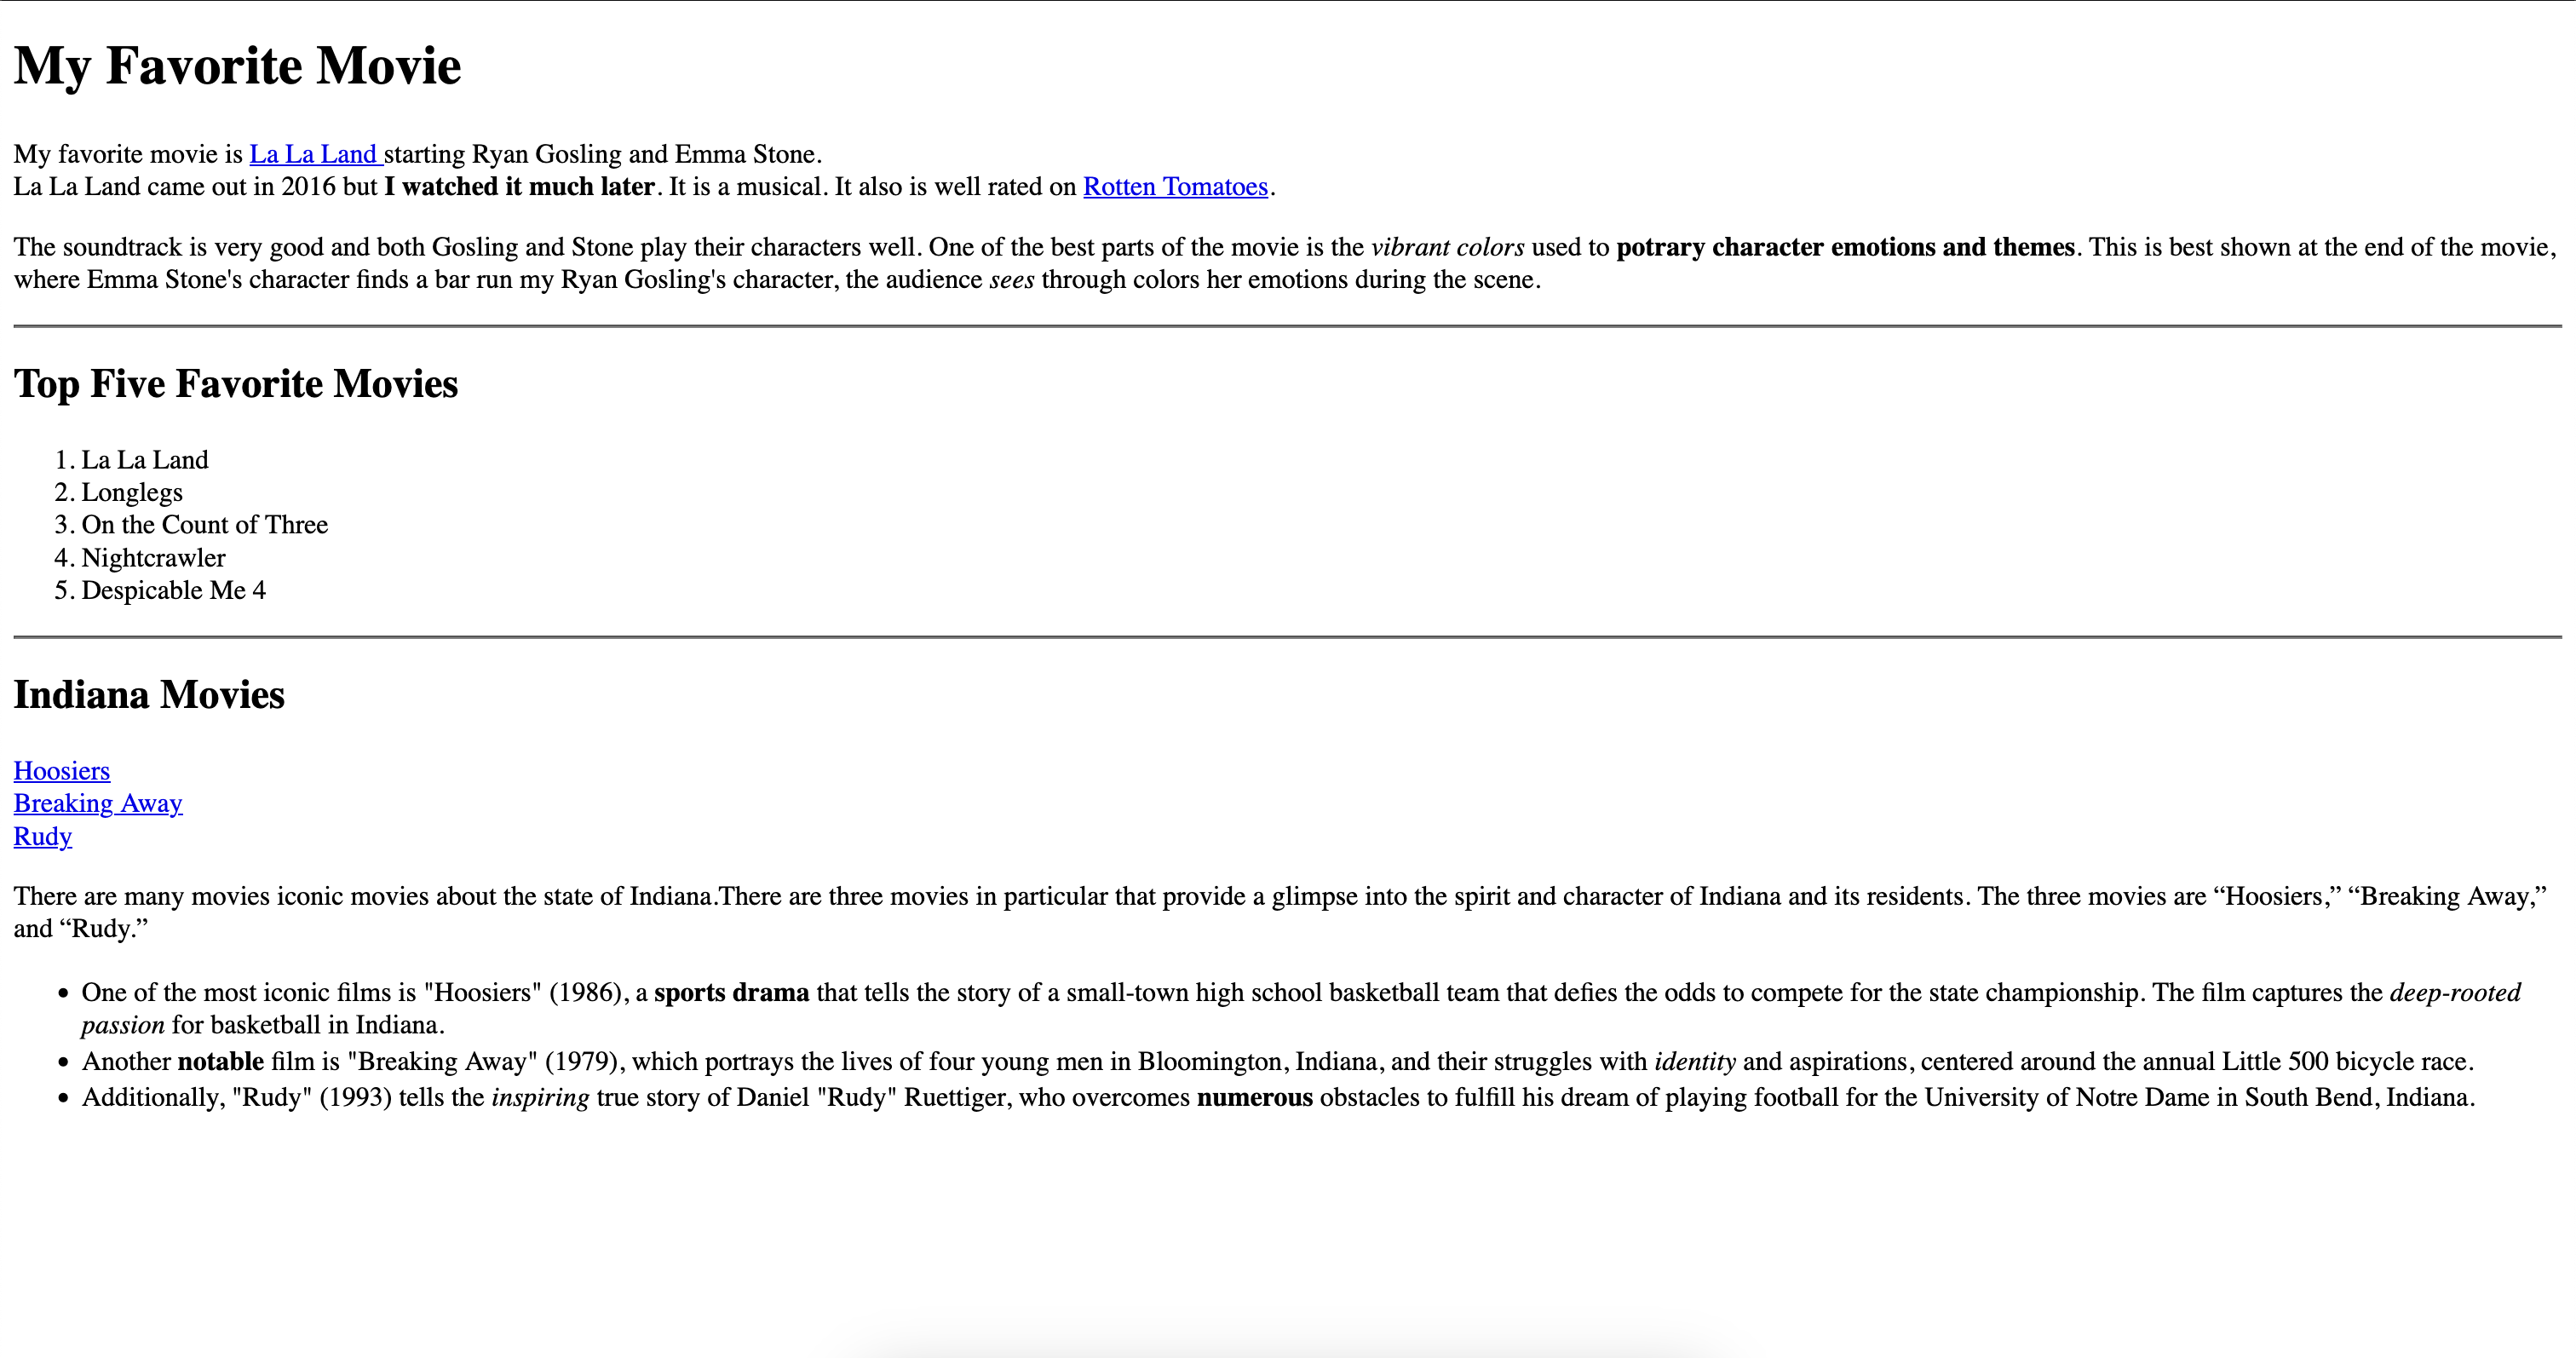 My Favorite Movie
My favorite movie is La La Land starting Ryan Gosling and Emma Stone.
La La Land came out in 2016 but I watched it much later. It is a musical. It also is well rated on Rotten Tomatoes.
The soundtrack is very good and both Gosling and Stone play their characters well. One of the best parts of the movie is the vibrant colors used to potrary character emotions and themes. This is best shown at the end of the movie,
where Emma Stone's character finds a bar run my Ryan Gosling's character, the audience sees through colors her emotions during the scene.
Top Five Favorite Movies
1. La La Land
2. Longlegs
3. On the Count of Three
4. Nightcrawler
5. Despicable Me 4
Indiana Movies
Hoosiers
Breaking Away
Rudy
There are many movies iconic movies about the state of Indiana.There are three movies in particular that provide a glimpse into the spirit and character of Indiana and its residents. The three movies are “Hoosiers,” “Breaking Away,”
and “Rudy.”
• One of the most iconic films is "Hoosiers" (1986), a sports drama that tells the story of a small-town high school basketball team that defies the odds to compete for the state championship. The film captures the deep-rooted
passion for basketball in Indiana.
• Another notable film is "Breaking Away" (1979), which portrays the lives of four young men in Bloomington, Indiana, and their struggles with identity and aspirations, centered around the annual Little 500 bicycle race.
• Additionally, "Rudy" (1993) tells the inspiring true story of Daniel "Rudy" Ruettiger, who overcomes numerous obstacles to fulfill his dream of playing football for the University of Notre Dame in South Bend, Indiana.